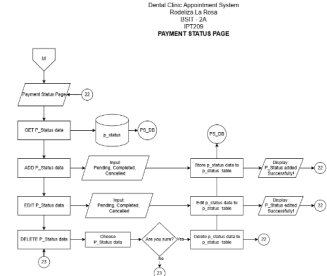 Dental Clinic Appointment System
Rodeliza La Rosa
BSIT - 2A
IPT209
PAYMENT STATUS PAGE
M
Payment Status Page
22
GET P_Status data
p_status
PS_DB
PS_DB
ADD P_Status data
Input:
Pending, Completed,
Cancelled
Store p_status data to
p_status table
Display
P_Status added
Successfully!
22
EDIT P_Status data
Input:
Pending, Completed,
Cancelled
Edit p_status data to
p_status table
Display
P_Status added
Successfully!
22
DELETE P_Status data
Choose
P_Status data
Are you sure?
Yes
Delete p_status data to
p_status table
22
No
23
23